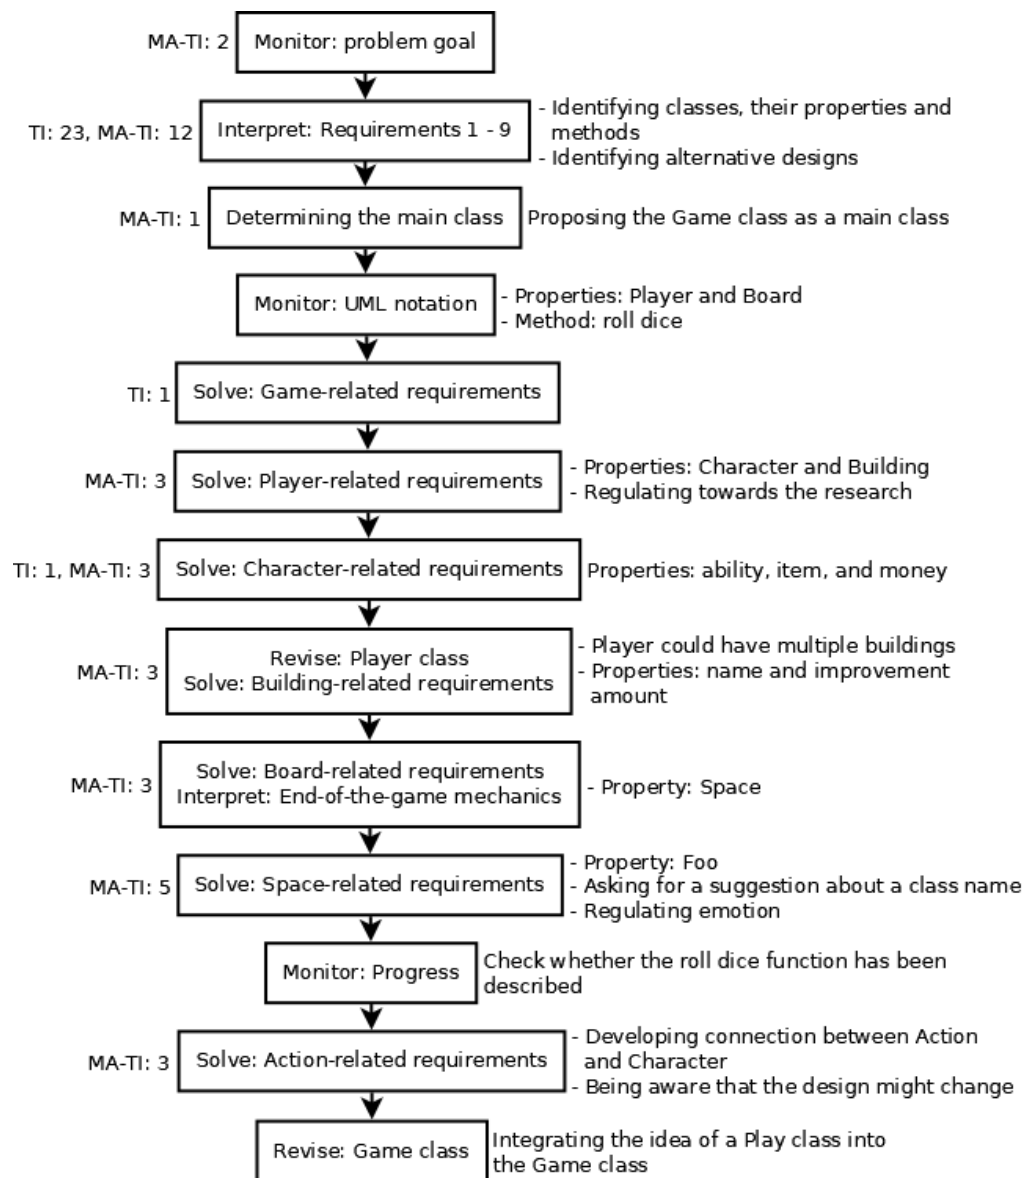 MA-TI: 2
Monitor: problem goal
TI: 23, MA-TI: 12
Interpret: Requirements 1 - 9
- Identifying classes, their properties and
methods
- Identifying alternative designs
MA-TI: 1
Determining the main class
Proposing the Game class as a main class
Monitor: UML notation
- Properties: Player and Board
- Method: roll dice
TI: 1
Solve: Game-related requirements
MA-TI: 3
Solve: Player-related requirements
- Properties: Character and Building
- Regulating towards the research
TI: 1, MA-TI: 3
Solve: Character-related requirements
Properties: ability, item, and money
MA-TI: 3
Revise: Player class
Solve: Building-related requirements
- Player could have multiple buildings
- Properties: name and improvement
amount
MA-TI: 3
Solve: Board-related requirements
Interpret: End-of-the-game mechanics
- Property: Space
MA-TI: 5
Solve: Space-related requirements
- Property: Foo
- Asking for a suggestion about a class name
- Regulating emotion
Monitor: Progress
Check whether the roll dice function has been
described
MA-TI: 3
Solve: Action-related requirements
- Developing connection between Action
and Character
- Being aware that the design might change
Revise: Game class
Integrating the idea of a Play class into
the Game class